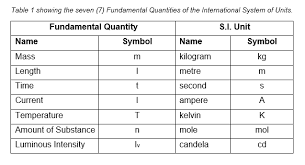 Table 1 showing the seven (7) Fundamental Quantities of the International System of Units.
Fundamental Quantity S.I. Unit
Name Symbol Name Symbol
Mass m kilogram kg
Length l metre m
Time t second s
Current I ampere A
Temperature T kelvin K
Amount of Substance n mole mol
Luminous Intensity Iv candela cd